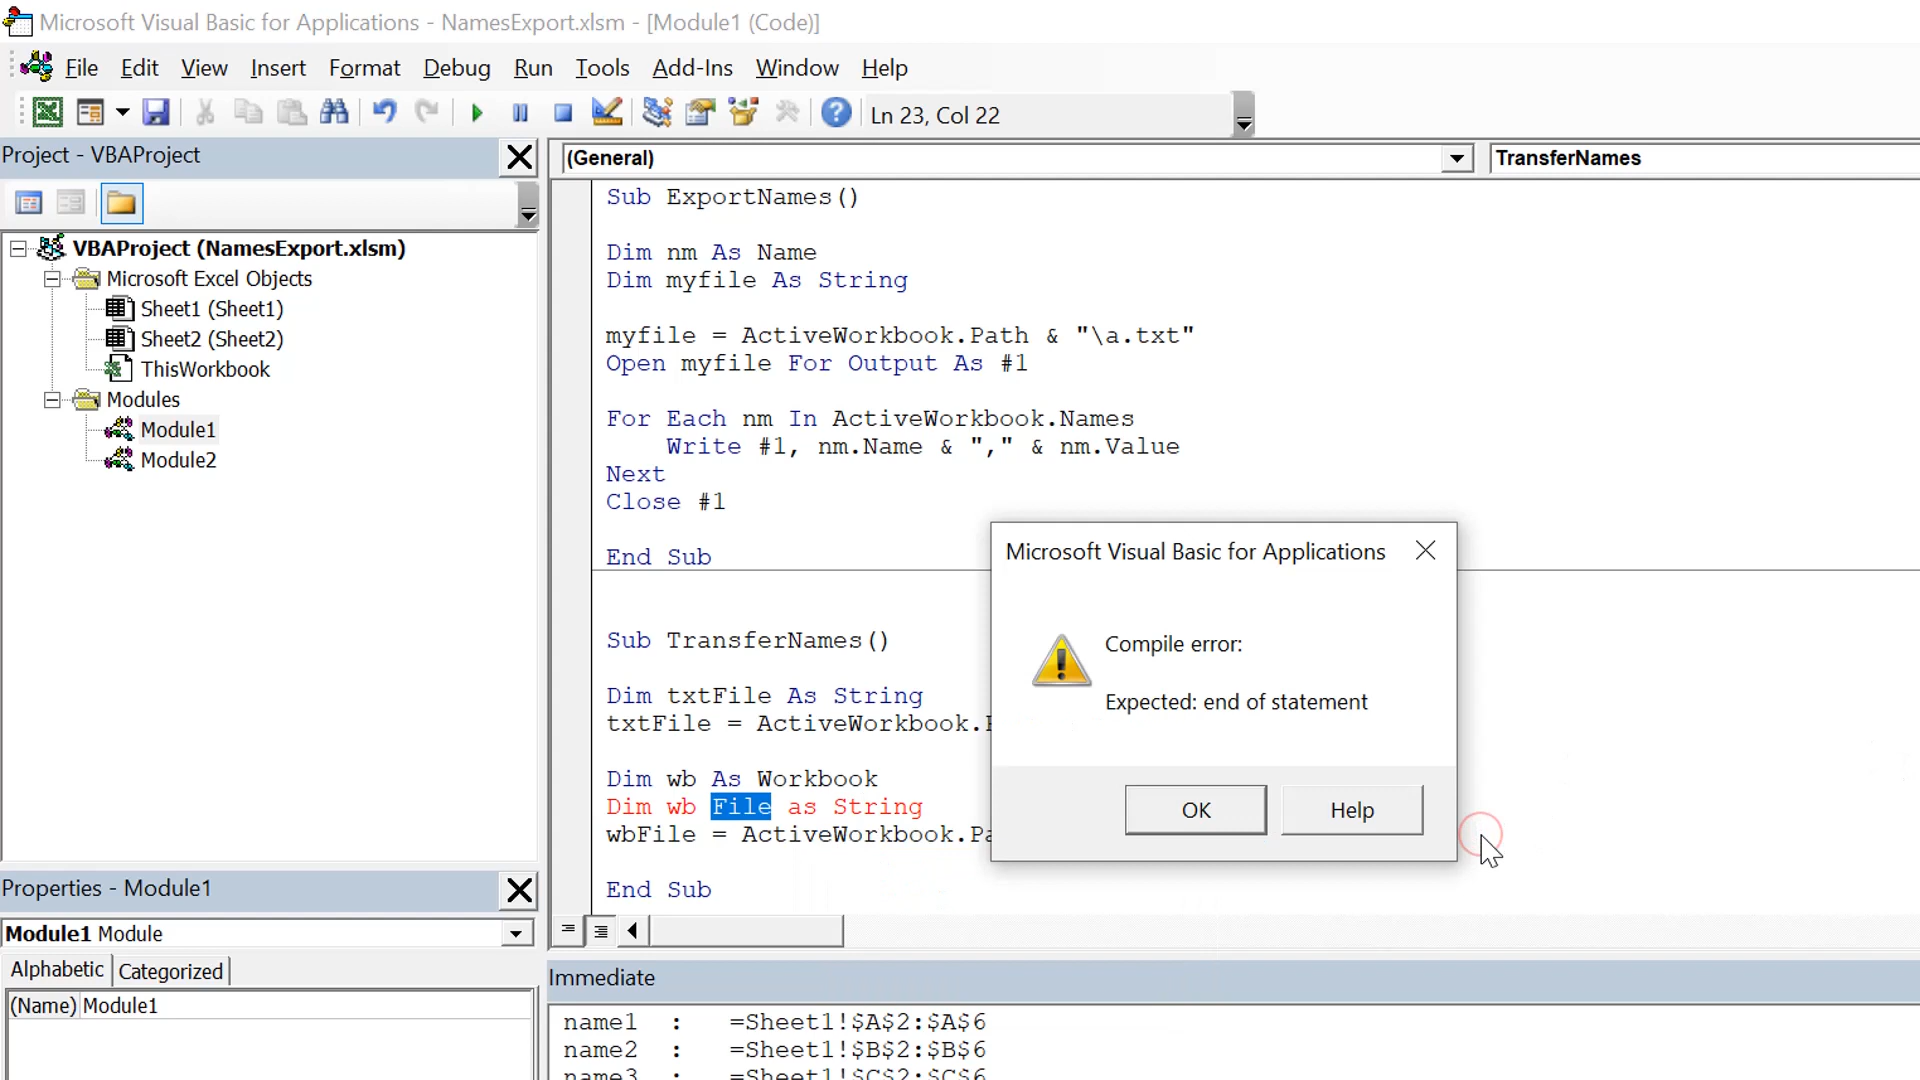 Microsoft Visual Basic for Applications - NamesExport.xlsm - [Module1 (Code)]
File Edit View Insert Format Debug Run Tools Add-Ins Window Help
Ln 23, Col 22
Project - VBAProject
VBAProject (NamesExport.xlsm)
Microsoft Excel Objects
Sheet1 (Sheet1)
Sheet2 (Sheet2)
ThisWorkbook
Modules
Module1
Module2
Properties - Module1
Module1 Module
Alphabetic Categorized
(Name) Module1
(General) TransferNames
Sub ExportNames()
Dim nm As Name
Dim myfile As String
myfile = ActiveWorkbook.Path & "\a.txt"
Open myfile For Output As #1
For Each nm In ActiveWorkbook.Names
Write #1, nm.Name & "," & nm.Value
Next
Close #1
End Sub
Sub TransferNames()
Dim txtFile As String
txtFile = ActiveWorkbook.
Dim wb As Workbook
Dim wb File as String
wbFile = ActiveWorkbook.Pa
End Sub
Microsoft Visual Basic for Applications
Compile error:
Expected: end of statement
OK Help
Immediate
name1 : =Sheet1!$A$2:$A$6
name2 : =Sheet1!$B$2:$B$6
name3 : =Sheet1!$C$2:$C$6